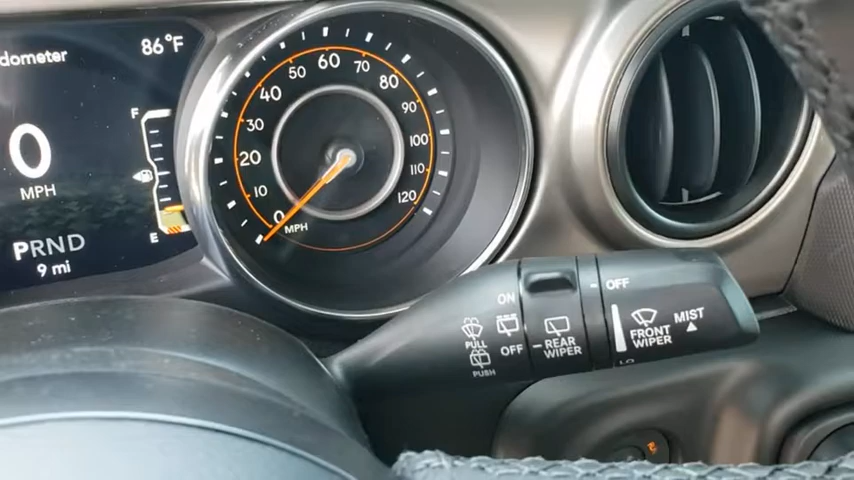 dometer
86°F
0
MPH
PRND
9 mi
F
E
0
10
20
30
40
50
60
70
80
90
100
110
120
MPH
ON
OFF
PULL
PUSH
REAR
WIPER
OFF
FRONT
WIPER
LO
MIST